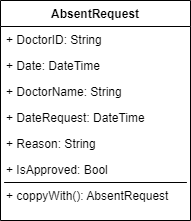 AbsentRequest
+ DoctorID: String
+ Date: DateTime
+ DoctorName: String
+ DateRequest: DateTime
+ Reason: String
+ IsApproved: Bool
+ coppyWith(): AbsentRequest